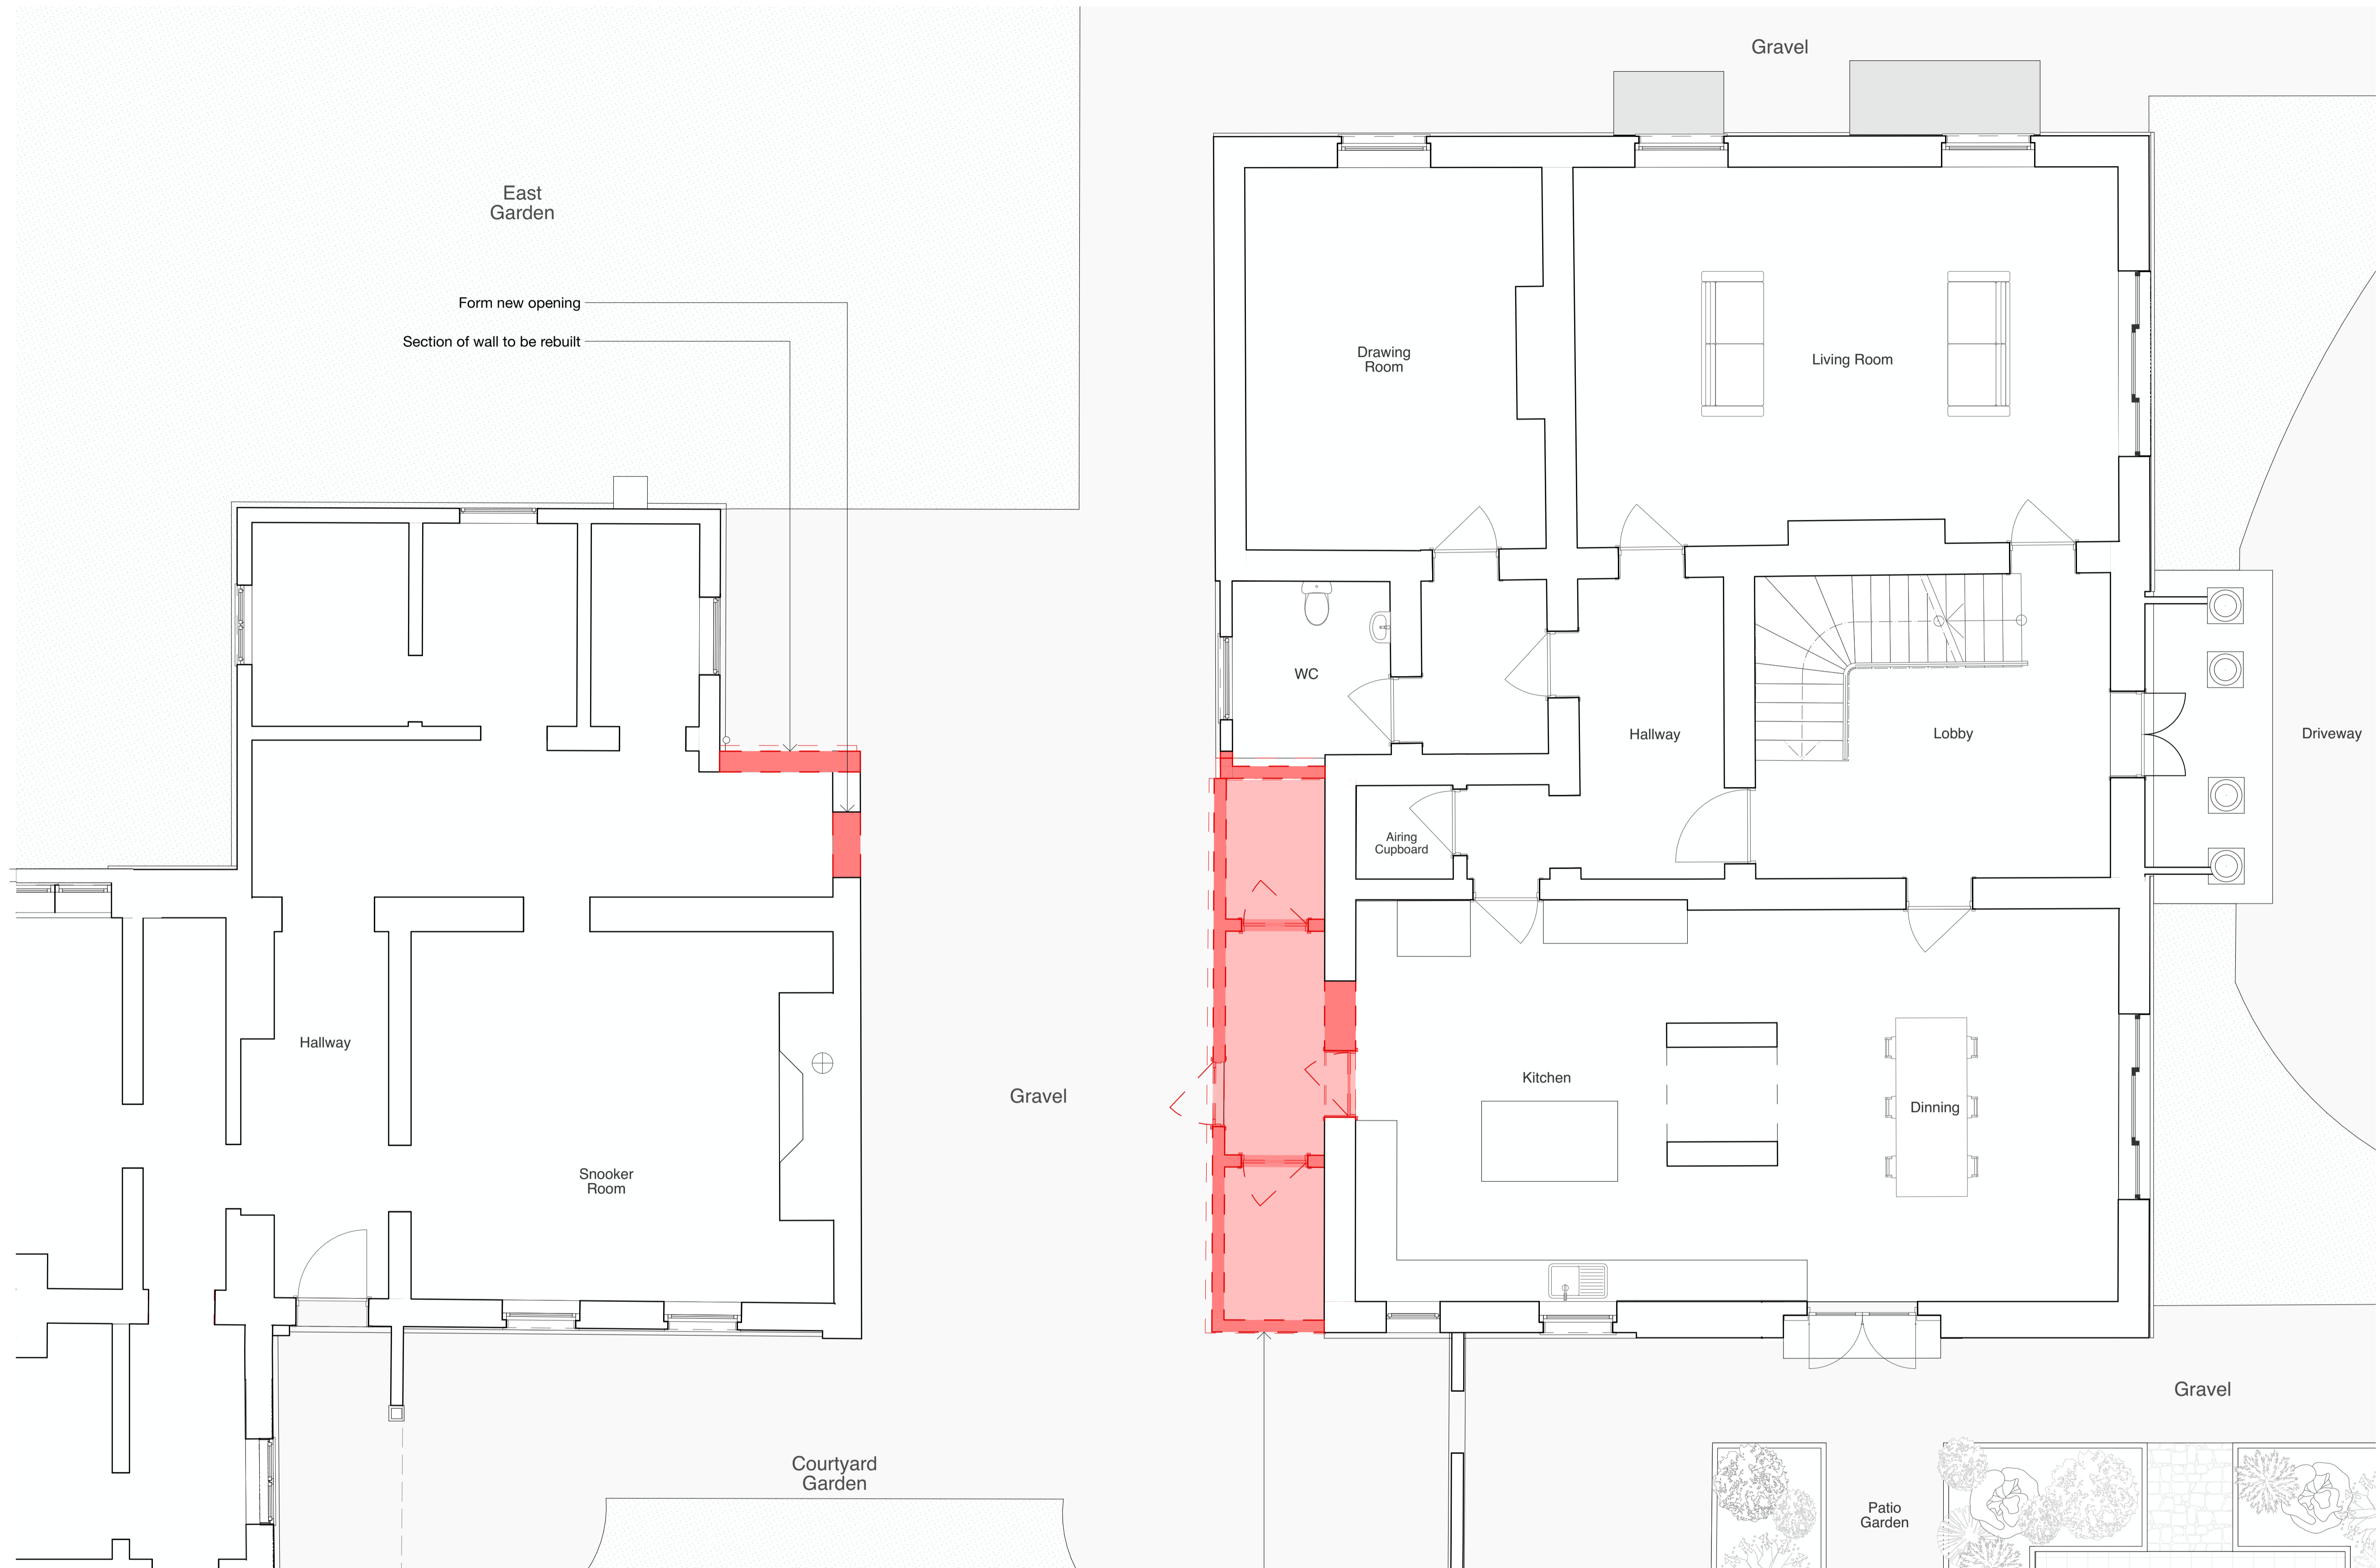 Gravel
East
Garden
Form new opening
Section of wall to be rebuilt
Drawing
Room
Living Room
WC
Hallway
Lobby
Driveway
Airing
Cupboard
Hallway
Gravel
Kitchen
Dinning
Snooker
Room
Gravel
Courtyard
Garden
Patio
Garden